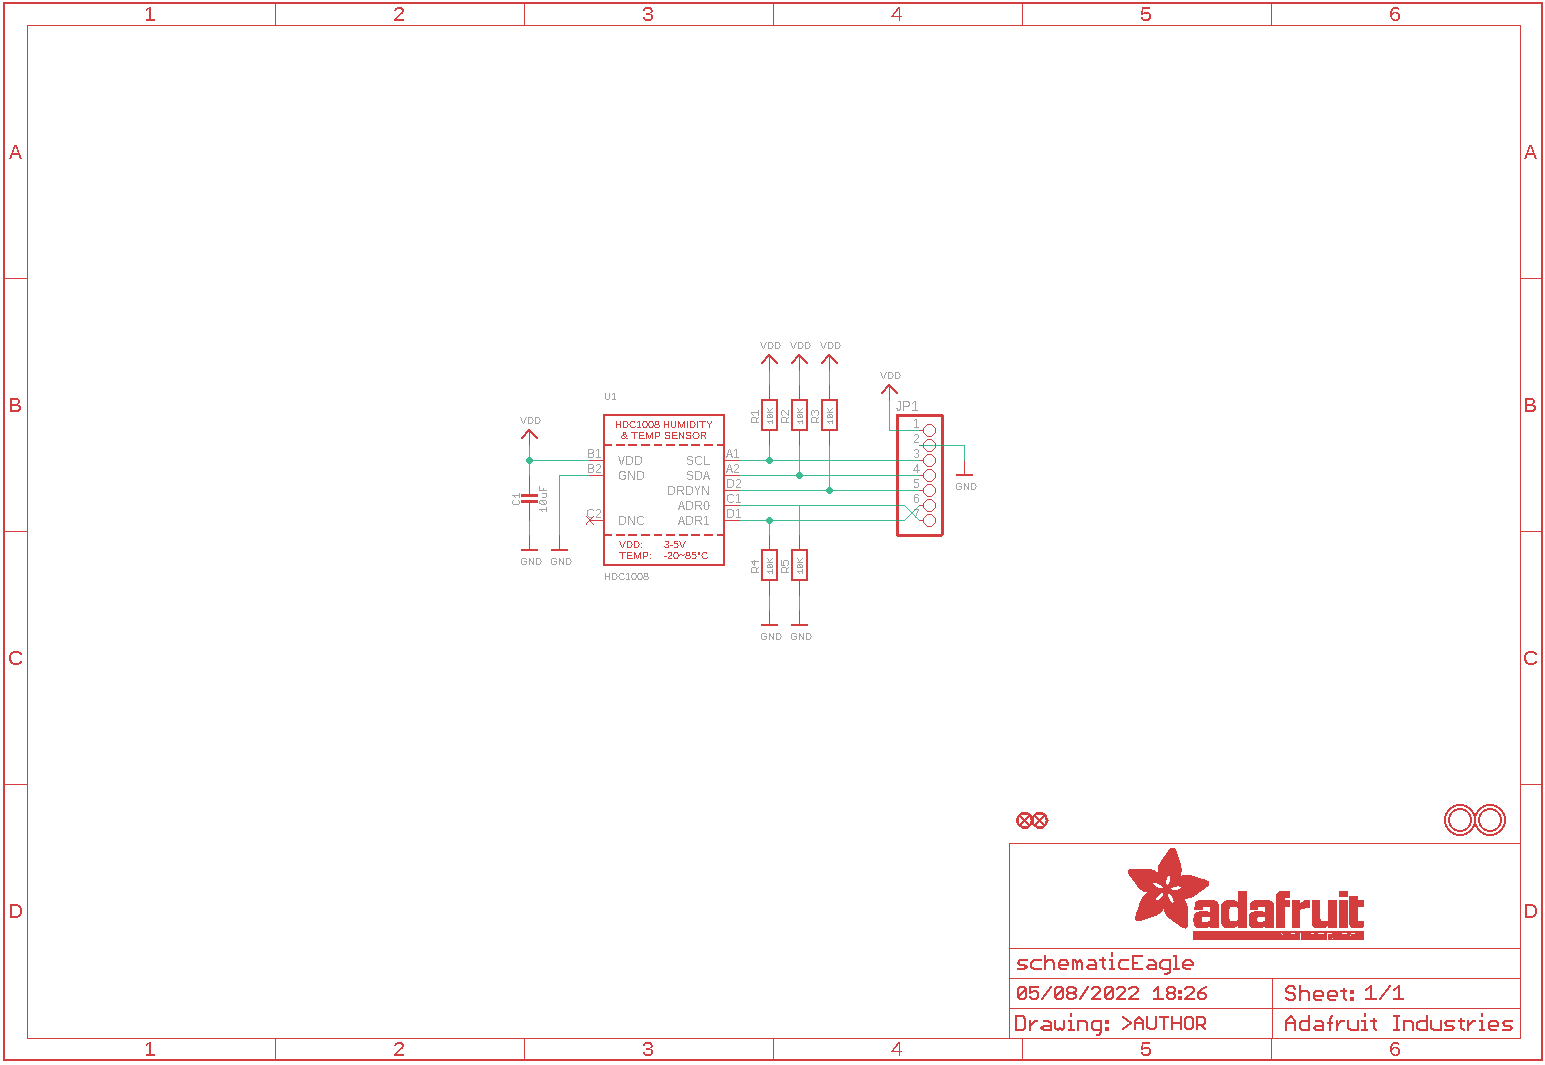 1 2 3 4 5 6
A A
VDD VDD VDD
VDD
U1
JP1
B B
VDD
R1 10K R2 10K R3 10K
HDC1008 HUMIDITY
& TEMP SENSOR
1
2
3
4
5
6
7
B1 VDD SCL A1
B2 GND SDA A2
DRDYN D2
ADR0 C1
C2 DNC ADR1 D1
C1 10uF
GND
VDD: 3-5V
TEMP: -20~85°C
GND GND
HDC1008
R4 10K R5 10K
GND GND
C C
adafruit
D D
schematicEagle
05/08/2022 18:26 Sheet: 1/1
Drawing: >AUTHOR Adafruit Industries
1 2 3 4 5 6